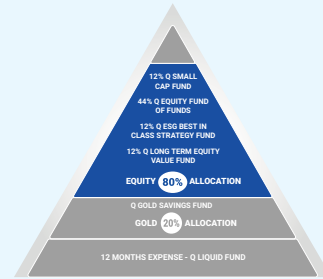 12% Q SMALL
CAP FUND
44% Q EQUITY FUND
OF FUNDS
12% Q ESG BEST IN
CLASS STRATEGY FUND
12% Q LONG TERM EQUITY
VALUE FUND
EQUITY 80% ALLOCATION
Q GOLD SAVINGS FUND
GOLD 20% ALLOCATION
12 MONTHS EXPENSE - Q LIQUID FUND